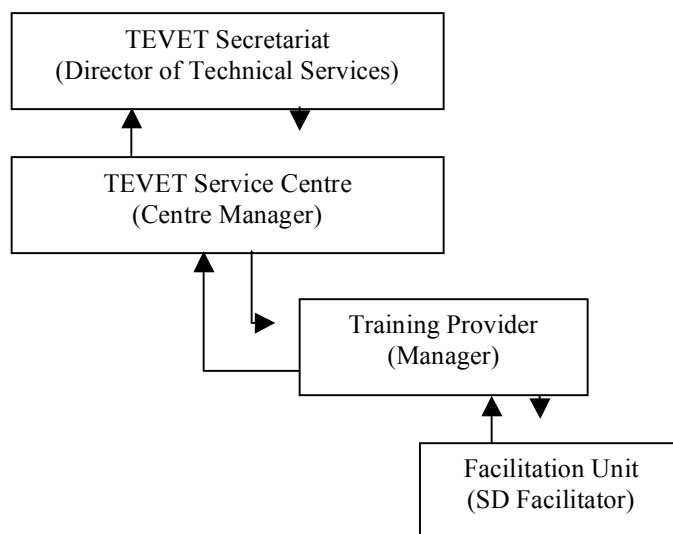 TEVET Secretariat
(Director of Technical Services)
TEVET Service Centre
(Centre Manager)
Training Provider
(Manager)
Facilitation Unit
(SD Facilitator)